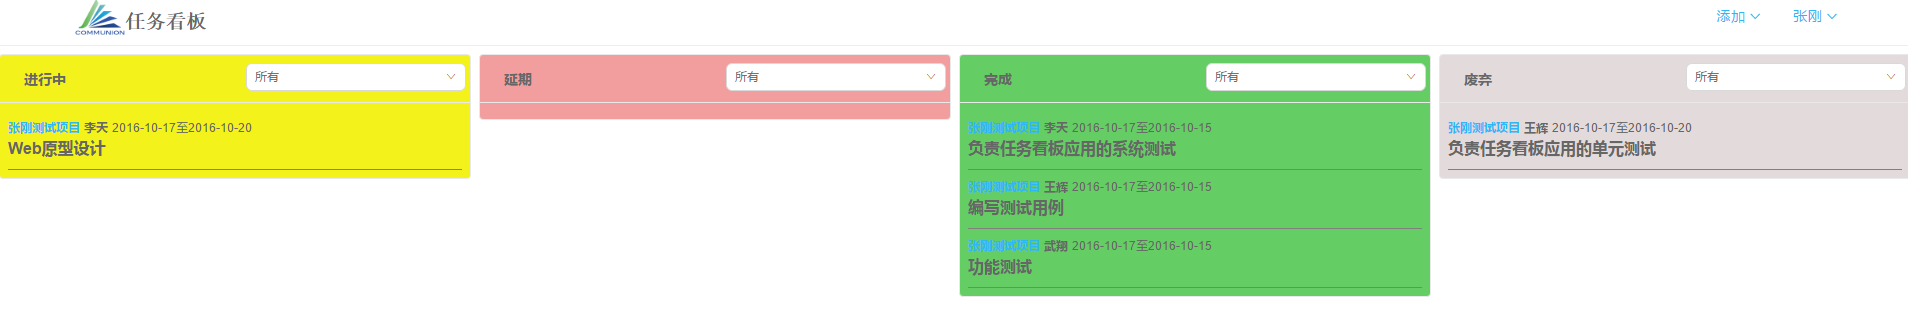 COMMUNION
任务看板
添加
张刚
进行中
所有
张刚测试项目 李天 2016-10-17至2016-10-20
Web原型设计
延期
所有
完成
所有
张刚测试项目 李天 2016-10-17至2016-10-15
负责任务看板应用的系统测试
张刚测试项目 王辉 2016-10-17至2016-10-15
编写测试用例
张刚测试项目 武翔 2016-10-17至2016-10-15
功能测试
废弃
所有
张刚测试项目 王辉 2016-10-17至2016-10-20
负责任务看板应用的单元测试